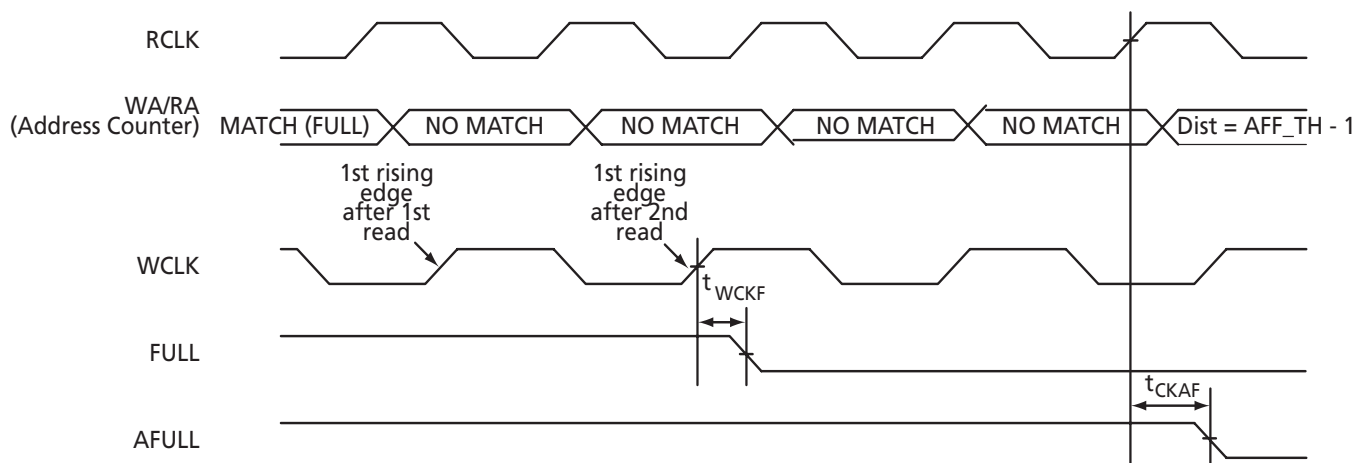 RCLK
WA/RA
(Address Counter)
MATCH (FULL)
NO MATCH
NO MATCH
NO MATCH
NO MATCH
Dist = AFF_TH - 1
1st rising
edge
after 1st
read
1st rising
edge
after 2nd
read
WCLK
tWCKF
FULL
tCKAF
AFULL